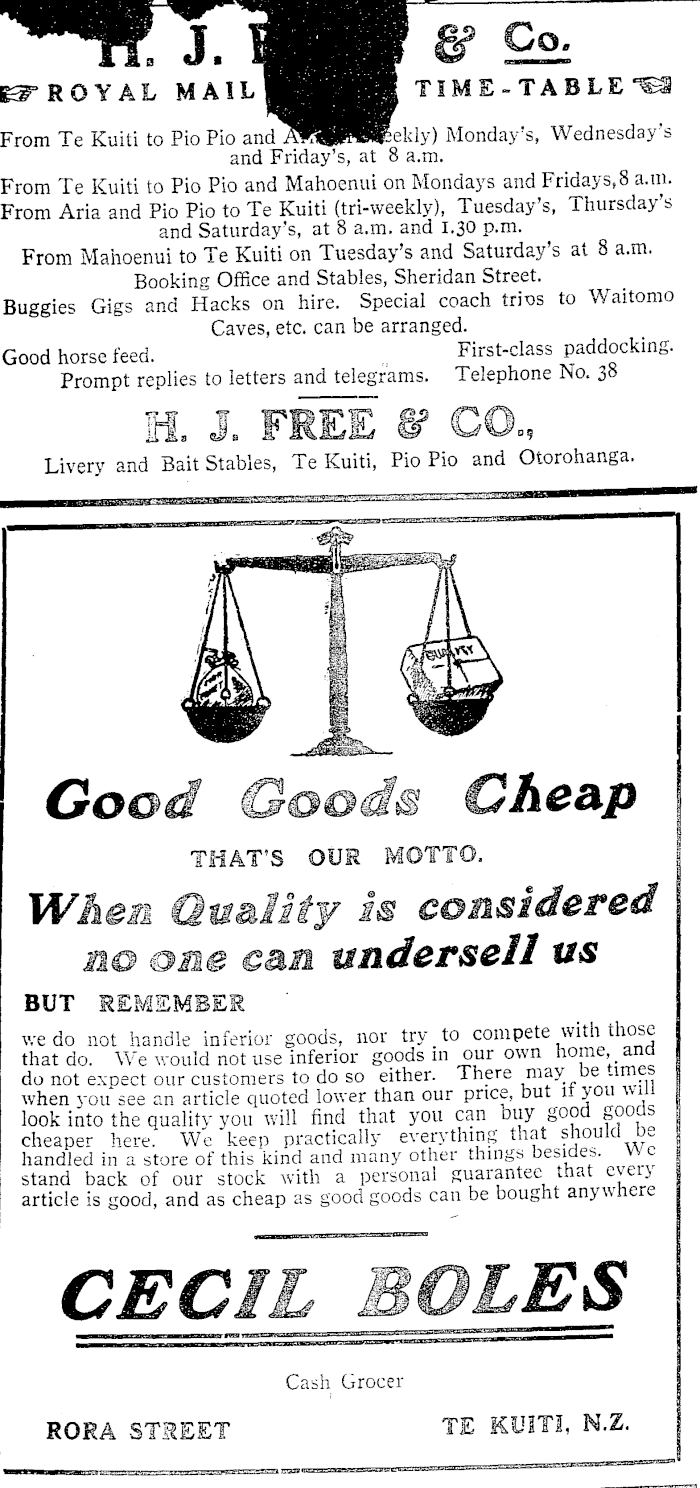 H. J. & Co.
ROYAL MAIL TIME-TABLE
From Te Kuiti to Pio Pio and Monday's, Wednesday's
and Friday's, at 8 a.m.
From Te Kuiti to Pio Pio and Mahoenui on Mondays and Fridays, 8 a.m.
From Aria and Pio Pio to Te Kuiti (tri-weekly), Tuesday's, Thursday's
and Saturday's, at 8 a.m. and 1.30 p.m.
From Mahoenui to Te Kuiti on Tuesday's and Saturday's at 8 a.m.
Booking Office and Stables, Sheridan Street.
Buggies Gigs and Hacks on hire. Special coach trips to Waitomo
Caves, etc. can be arranged.
Good horse feed. First-class paddocking.
Prompt replies to letters and telegrams. Telephone No. 38
H. J. FREE & CO.,
Livery and Bait Stables, Te Kuiti, Pio Pio and Otorohanga.
QUALITY
Good Goods Cheap
THAT'S OUR MOTTO.
When Quality is considered
no one can undersell us
BUT REMEMBER
we do not handle inferior goods, nor try to compete with those
that do. We would not use inferior goods in our own home, and
do not expect our customers to do so either. There may be times
when you see an article quoted lower than our price, but if you will
look into the quality you will find that you can buy good goods
cheaper here. We keep practically everything that should be
handled in a store of this kind and many other things besides. We
stand back of our stock with a personal guarantee that every
article is good, and as cheap as good goods can be bought anywhere
CECIL BOLES
Cash Grocer
RORA STREET TE KUITI, N.Z.